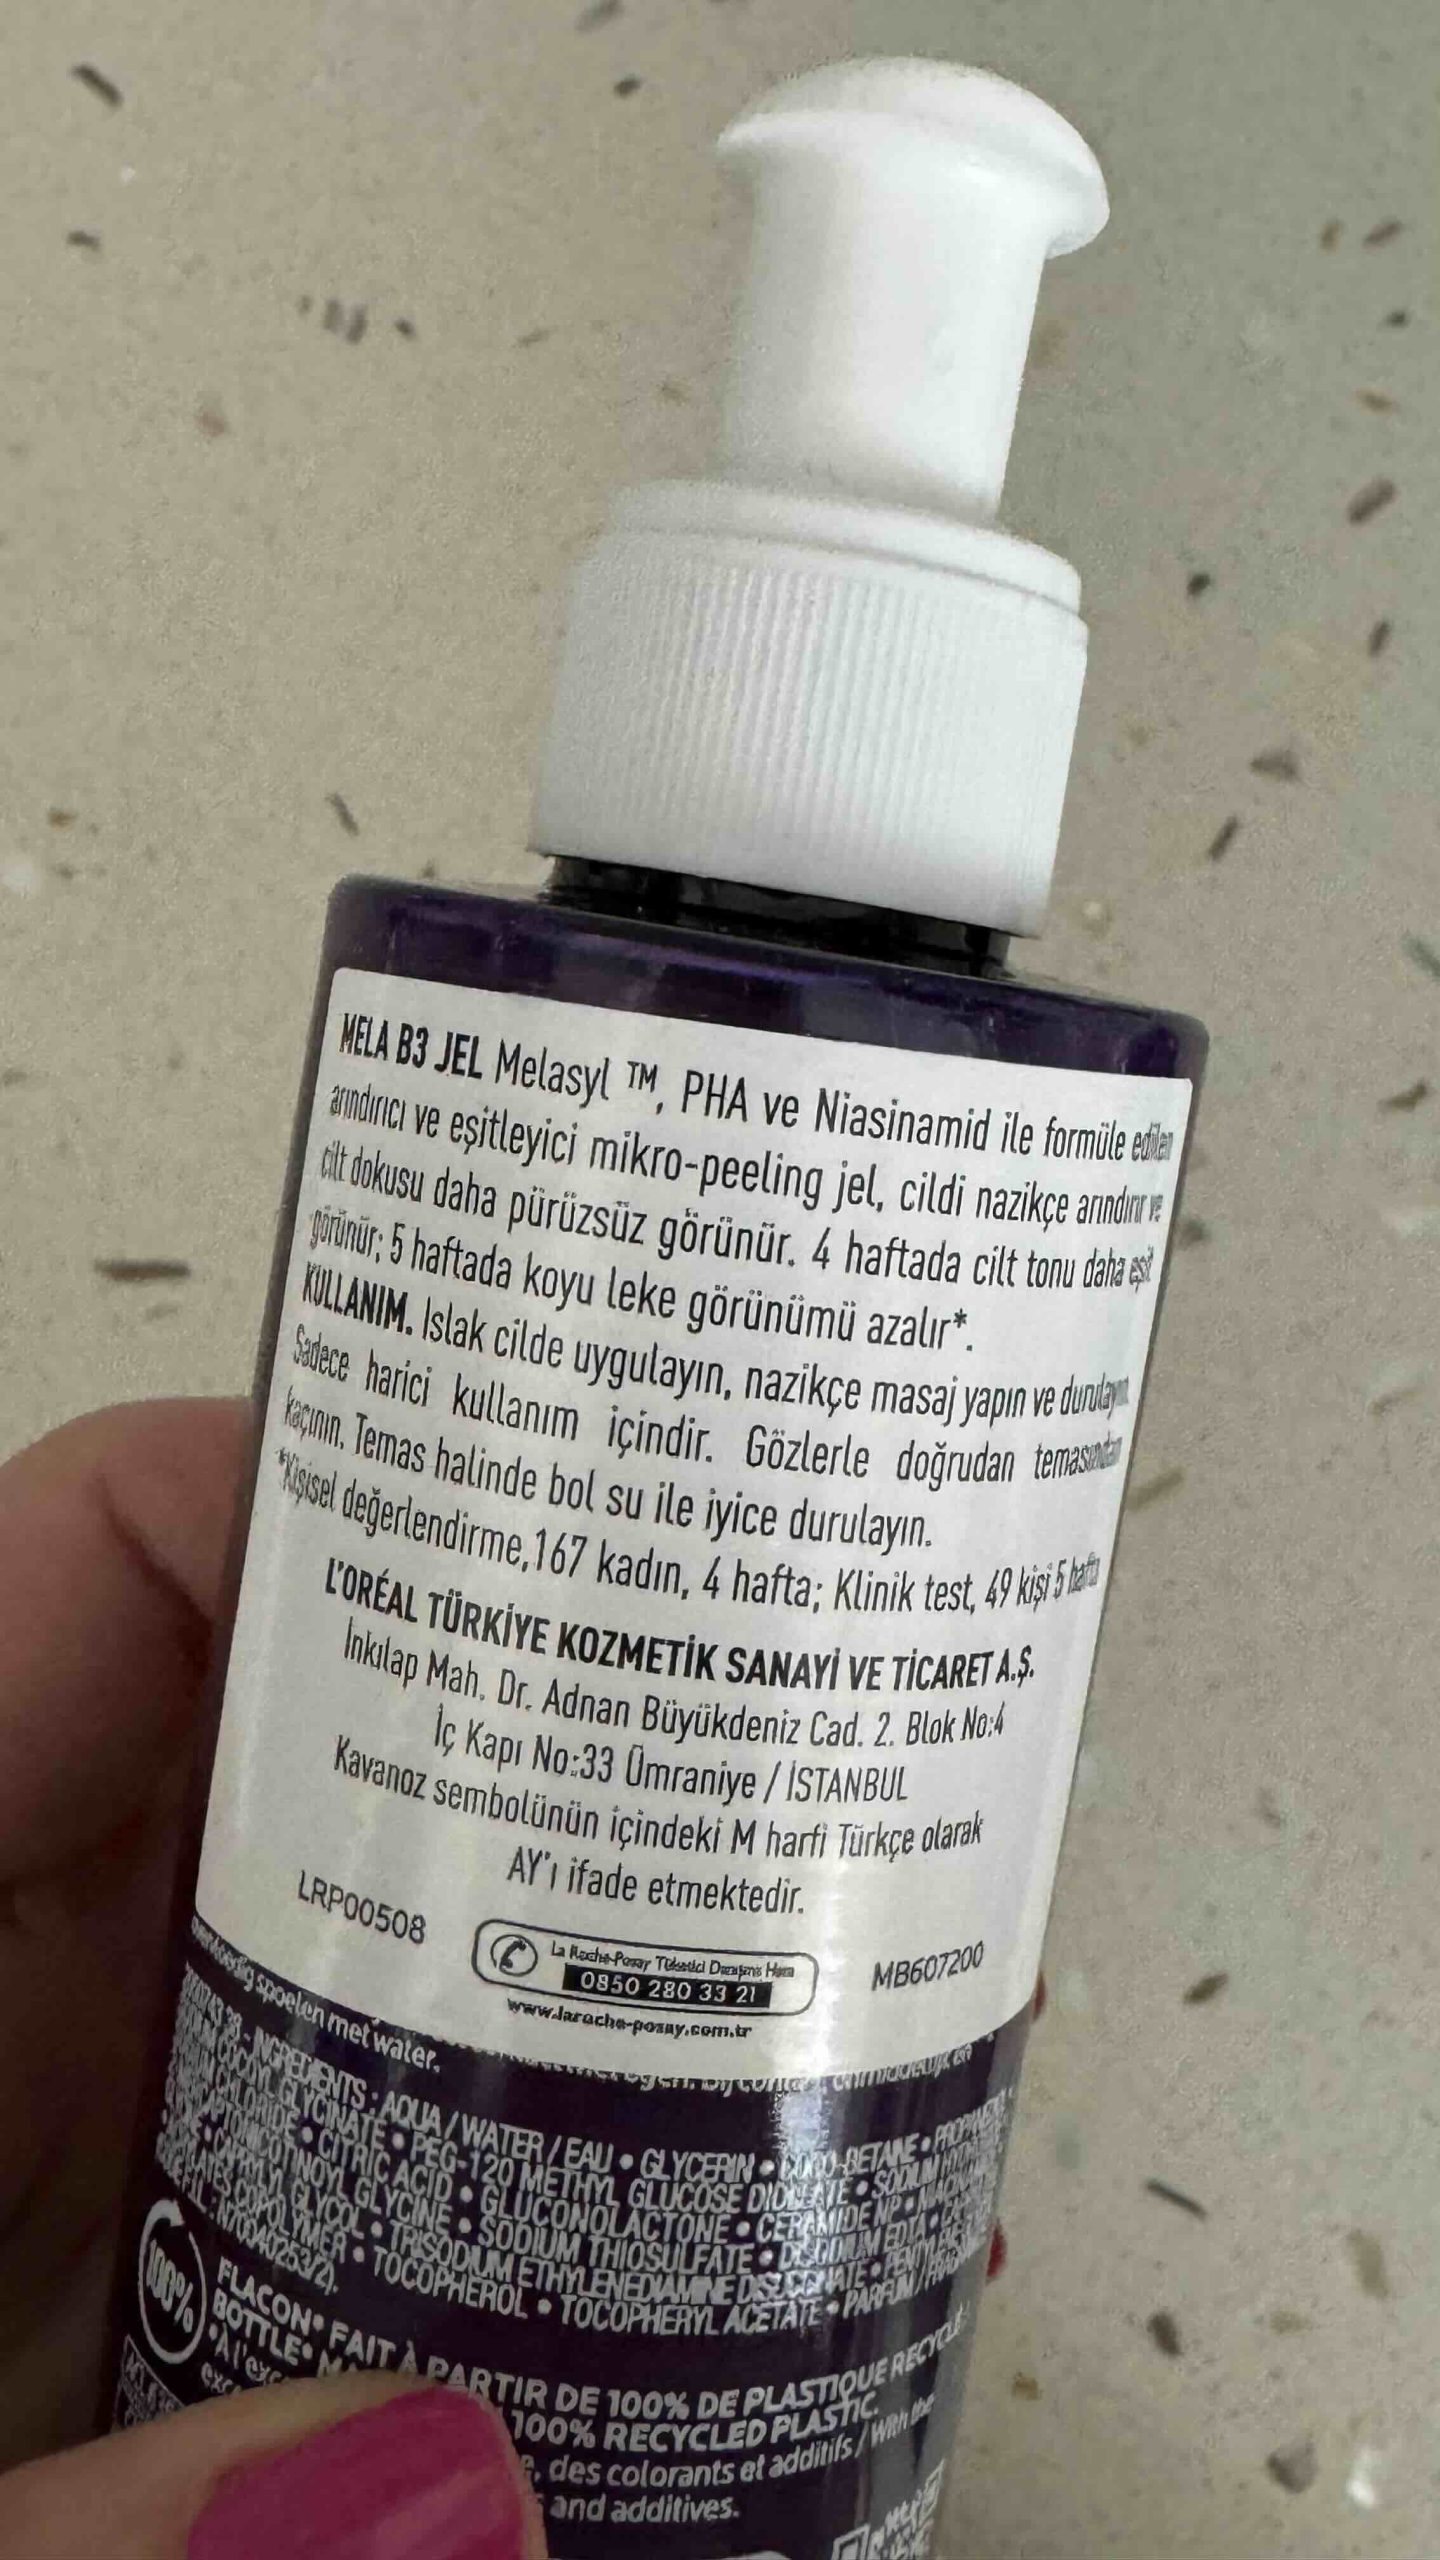 MELA B3 JEL Melasyl ™, PHA ve Niasinamid ile formüle edilen
arındırıcı ve eşitleyici mikro-peeling jel, cildi nazikçe arındırır ve
cilt dokusu daha pürüzsüz görünür. 4 haftada cilt tonu daha eşit
görünür; 5 haftada koyu leke görünümü azalır*.
KULLANIM. Islak cilde uygulayın, nazikçe masaj yapın ve durulayın.
Sadece harici kullanım içindir. Gözlerle doğrudan temasından
kaçının. Temas halinde bol su ile iyice durulayın.
*Kişisel değerlendirme,167 kadın, 4 hafta; Klinik test, 49 kişi 5 hafta
L'ORÉAL TÜRKİYE KOZMETİK SANAYİ VE TİCARET A.Ş.
İnkılap Mah. Dr. Adnan Büyükdeniz Cad. 2. Blok No:4
İç Kapı No:33 Ümraniye / İSTANBUL
Kavanoz sembolünün içindeki M harfi Türkçe olarak
AY'ı ifade etmektedir.
LRP00508
La Roche-Posay Tüketici Danışma Hattı
0850 280 33 21
MB607200
www.laroche-posay.com.tr
spoelen met water.
INGREDIENTS : AQUA / WATER / EAU • GLYCERIN • COCO-BETAINE •
COCOYL GLYCINATE • PEG-120 METHYL GLUCOSE DIOLEATE • SODIUM
CHLORIDE • CITRIC ACID • GLUCONOLACTONE • CERAMIDE NP •
GLYCINE • SODIUM THIOSULFATE • DISODIUM EDTA •
• CAPRYLYL GLYCOL • TRISODIUM ETHYLENEDIAMINE DISUCCINATE •
COPOLYMER • TOCOPHEROL • TOCOPHERYL ACETATE • PARFUM /
100%
FLACON* FAIT À PARTIR DE 100% DE PLASTIQUE RECYCLÉ.
BOTTLE* 100% RECYCLED PLASTIC.
*À l'exc des colorants et additifs / With the
and additives.